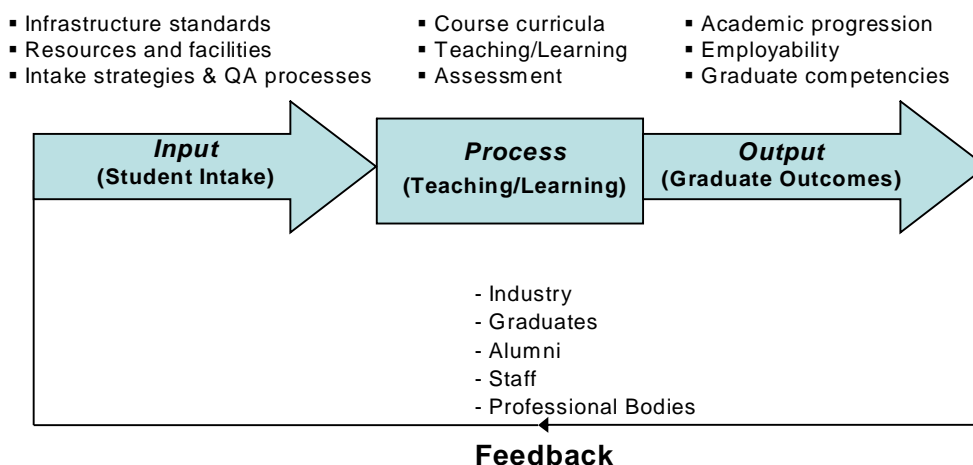 ▪ Infrastructure standards
▪ Resources and facilities
▪ Intake strategies & QA processes
▪ Course curricula
▪ Teaching/Learning
▪ Assessment
▪ Academic progression
▪ Employability
▪ Graduate competencies
Input
(Student Intake)
Process
(Teaching/Learning)
Output
(Graduate Outcomes)
- Industry
- Graduates
- Alumni
- Staff
- Professional Bodies
Feedback